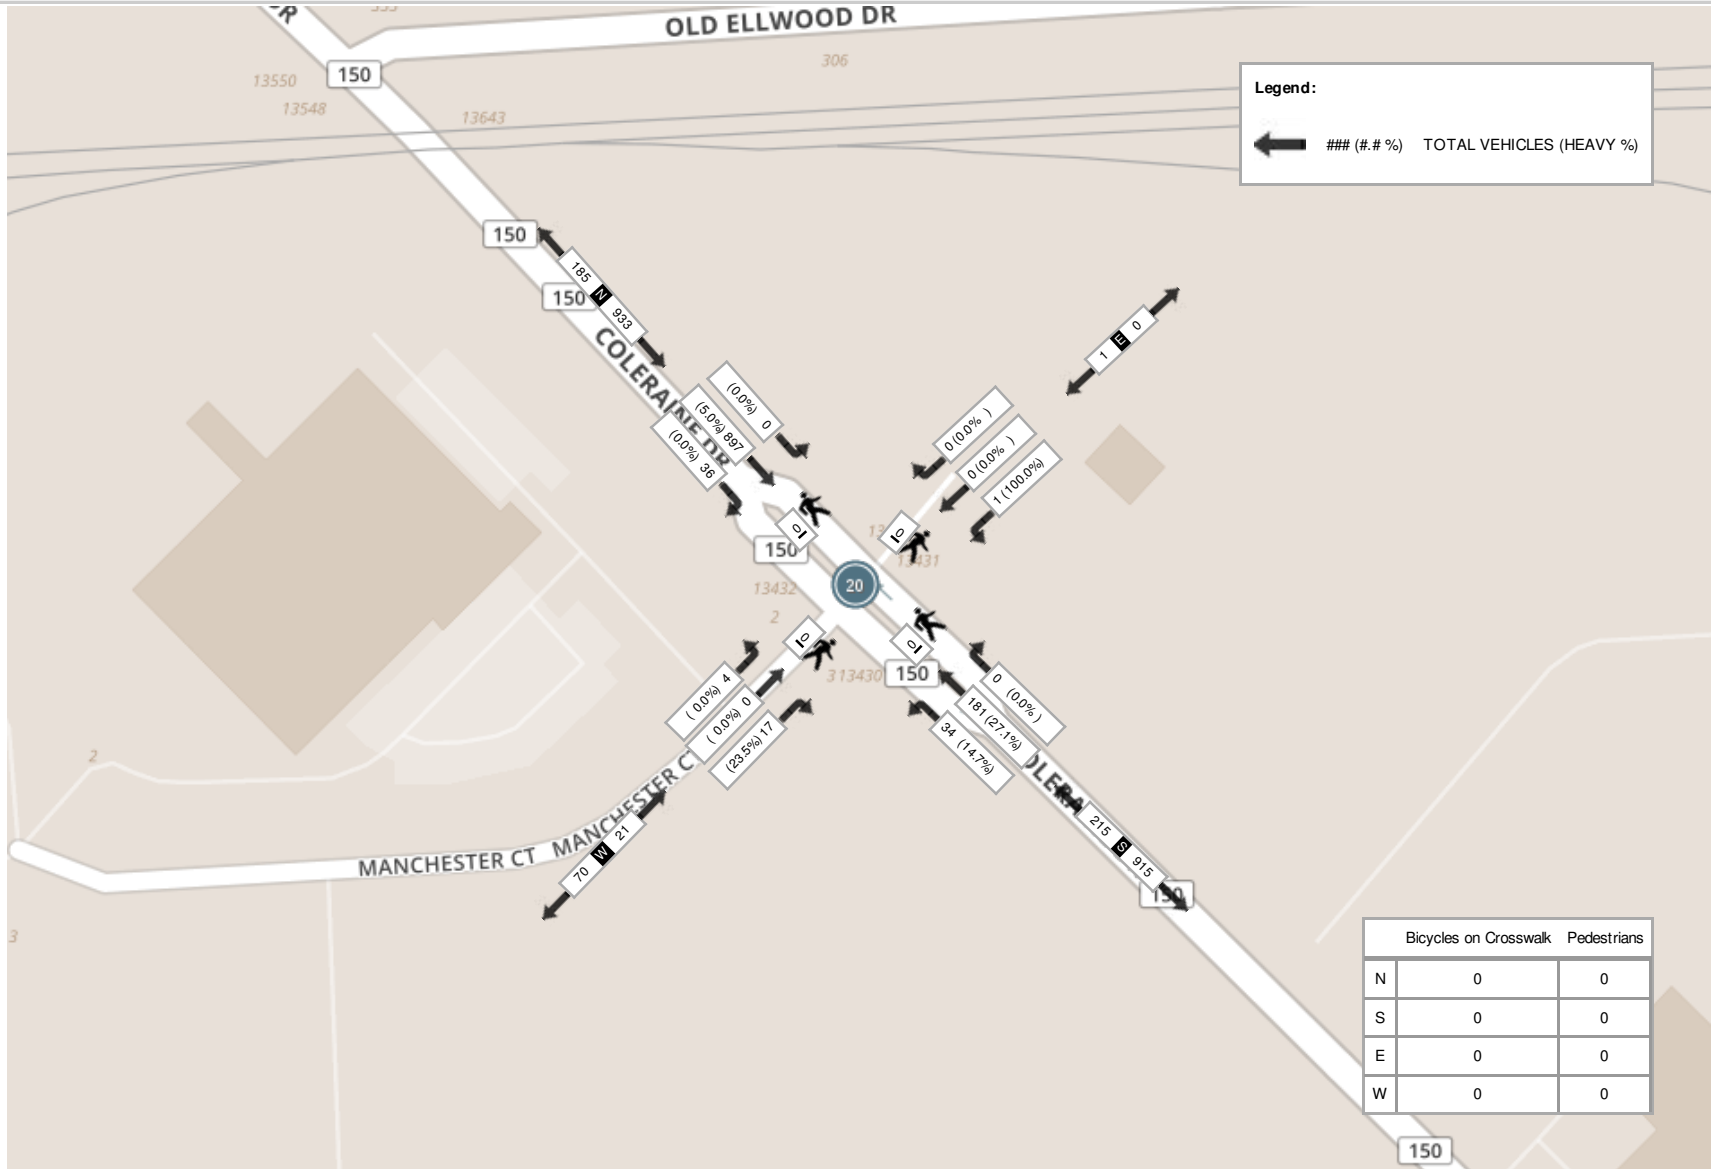 DR
OLD ELLWOOD DR
306
150
13550
13548
13643
Legend:
### (#.# %) TOTAL VEHICLES (HEAVY %)
150
150
185 N 933
1 E 0
COLERAINE DR
(0.0%) 0
(5.0%) 897
(0.0%) 36
0 (0.0% )
0 (0.0% )
1 (100.0%)
0
0
150
13431
20
13432
2
0
0
313430
150
( 0.0%) 4
( 0.0%) 0
(23.5%) 17
0 (0.0% )
181 (27.1%)
34 (14.7%)
2
MANCHESTER CT
MANCHESTER CT
70 W 21
215 S 915
150
3
Bicycles on Crosswalk Pedestrians
N 0 0
S 0 0
E 0 0
W 0 0
150